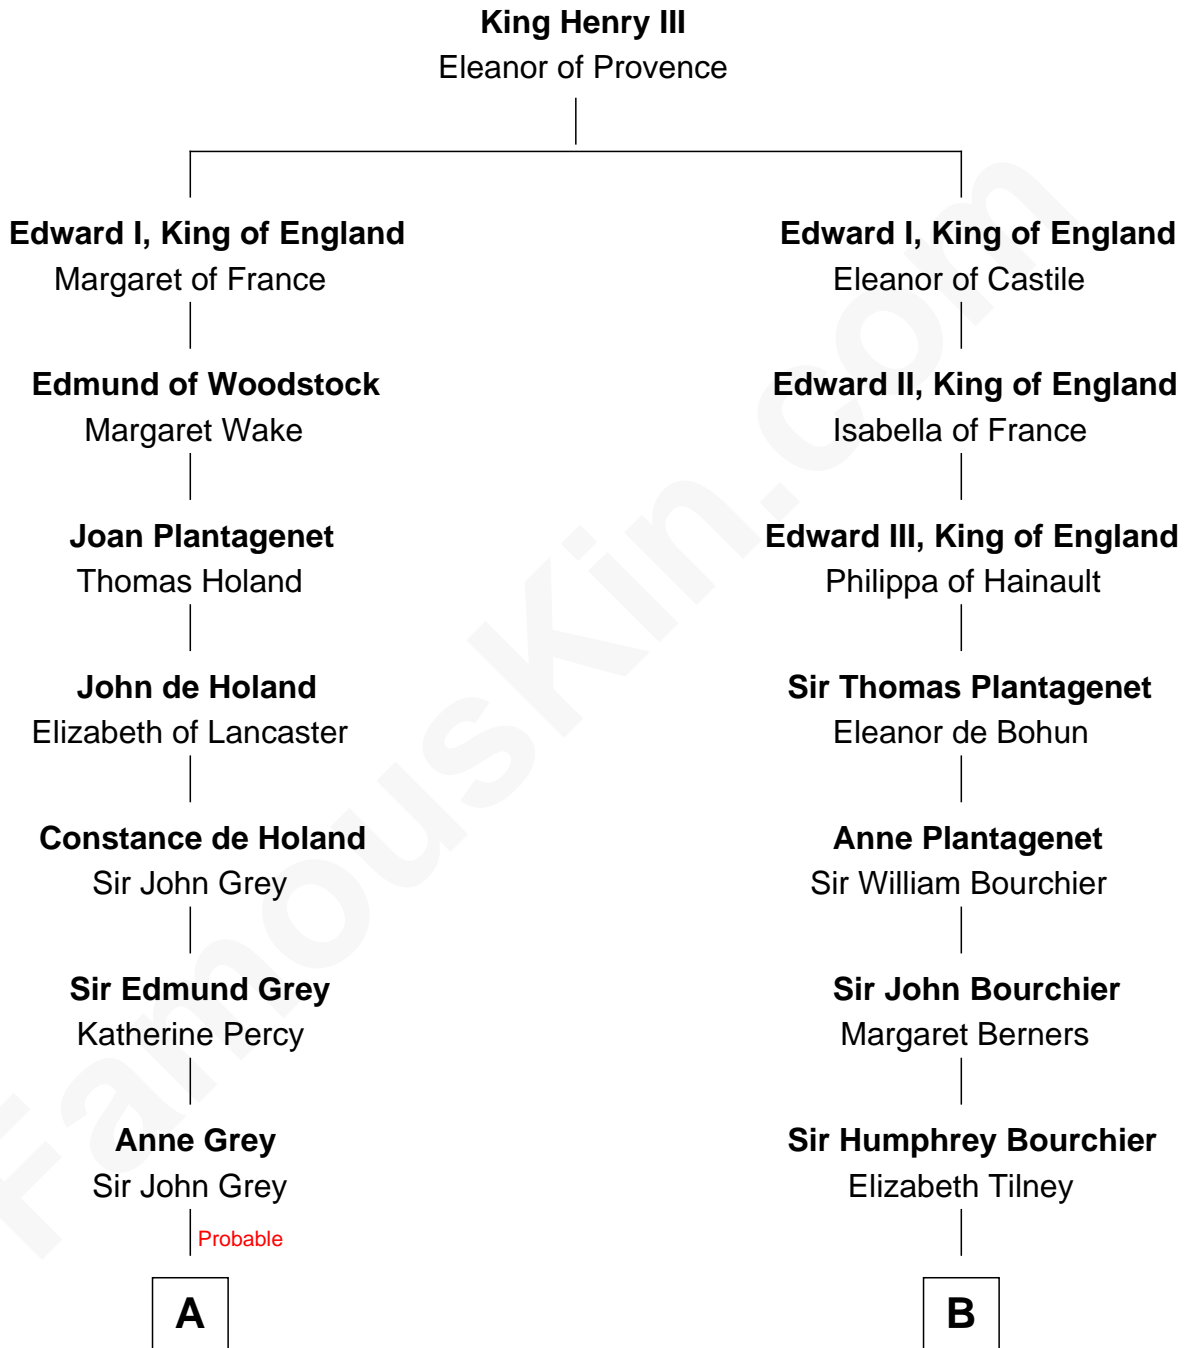 King Henry III
Eleanor of Provence
Edward I, King of England
Margaret of France
Edward I, King of England
Eleanor of Castile
Edmund of Woodstock
Margaret Wake
Edward II, King of England
Isabella of France
Joan Plantagenet
Thomas Holand
Edward III, King of England
Philippa of Hainault
John de Holand
Elizabeth of Lancaster
Sir Thomas Plantagenet
Eleanor de Bohun
Constance de Holand
Sir John Grey
Anne Plantagenet
Sir William Bourchier
Sir Edmund Grey
Katherine Percy
Sir John Bourchier
Margaret Berners
Anne Grey
Sir John Grey
Sir Humphrey Bourchier
Elizabeth Tilney
Probable
A
B
FamousKin.com